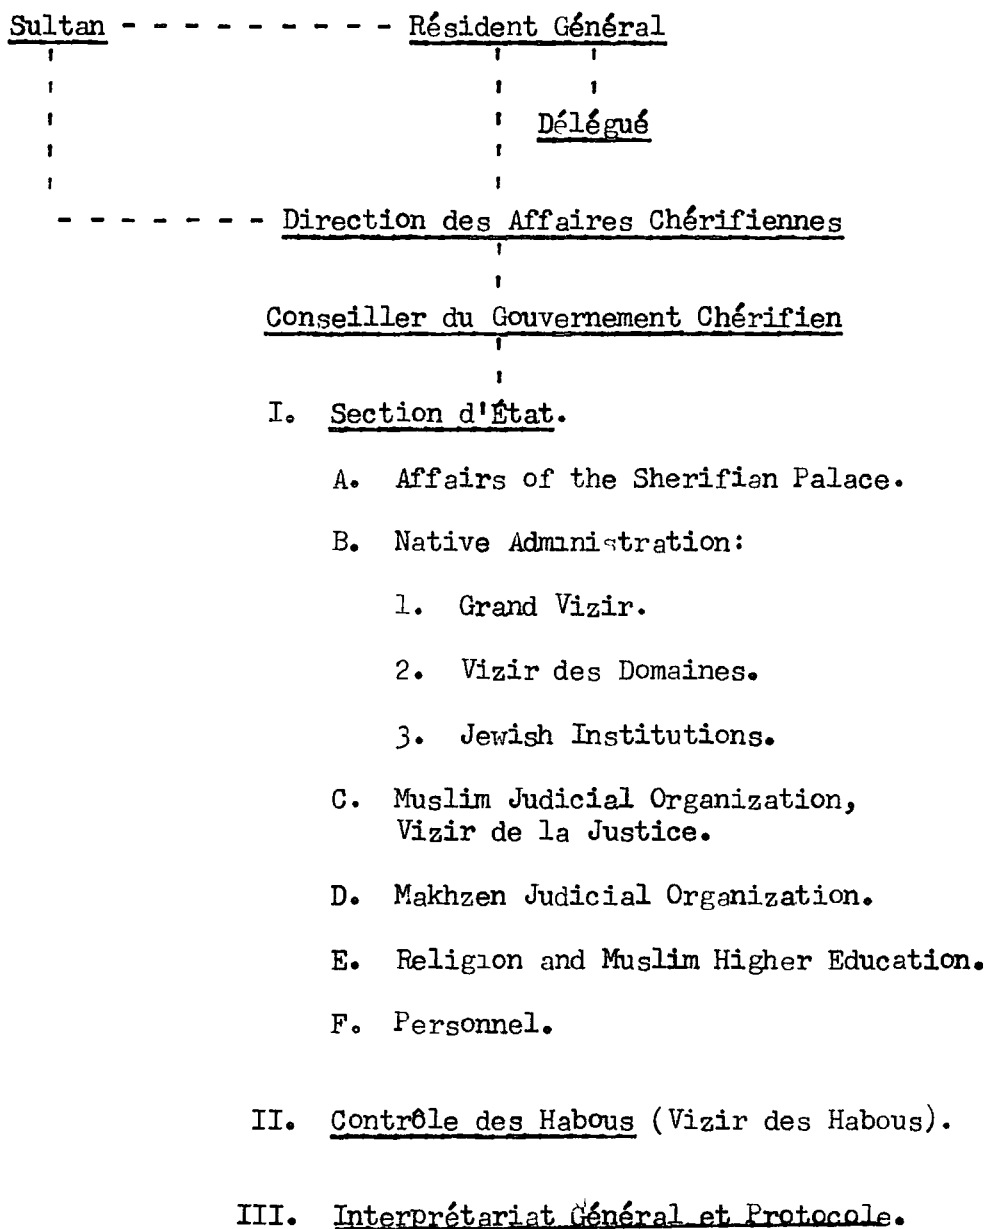 Sultan - - - - - - - - - Résident Général
Délégué
- - - - - - - Direction des Affaires Chérifiennes
Conseiller du Gouvernement Chérifien
I. Section d'État.
A. Affairs of the Sherifian Palace.
B. Native Administration:
1. Grand Vizir.
2. Vizir des Domaines.
3. Jewish Institutions.
C. Muslim Judicial Organization,
Vizir de la Justice.
D. Makhzen Judicial Organization.
E. Religion and Muslim Higher Education.
F. Personnel.
II. Contrôle des Habous (Vizir des Habous).
III. Interprétariat Général et Protocole.